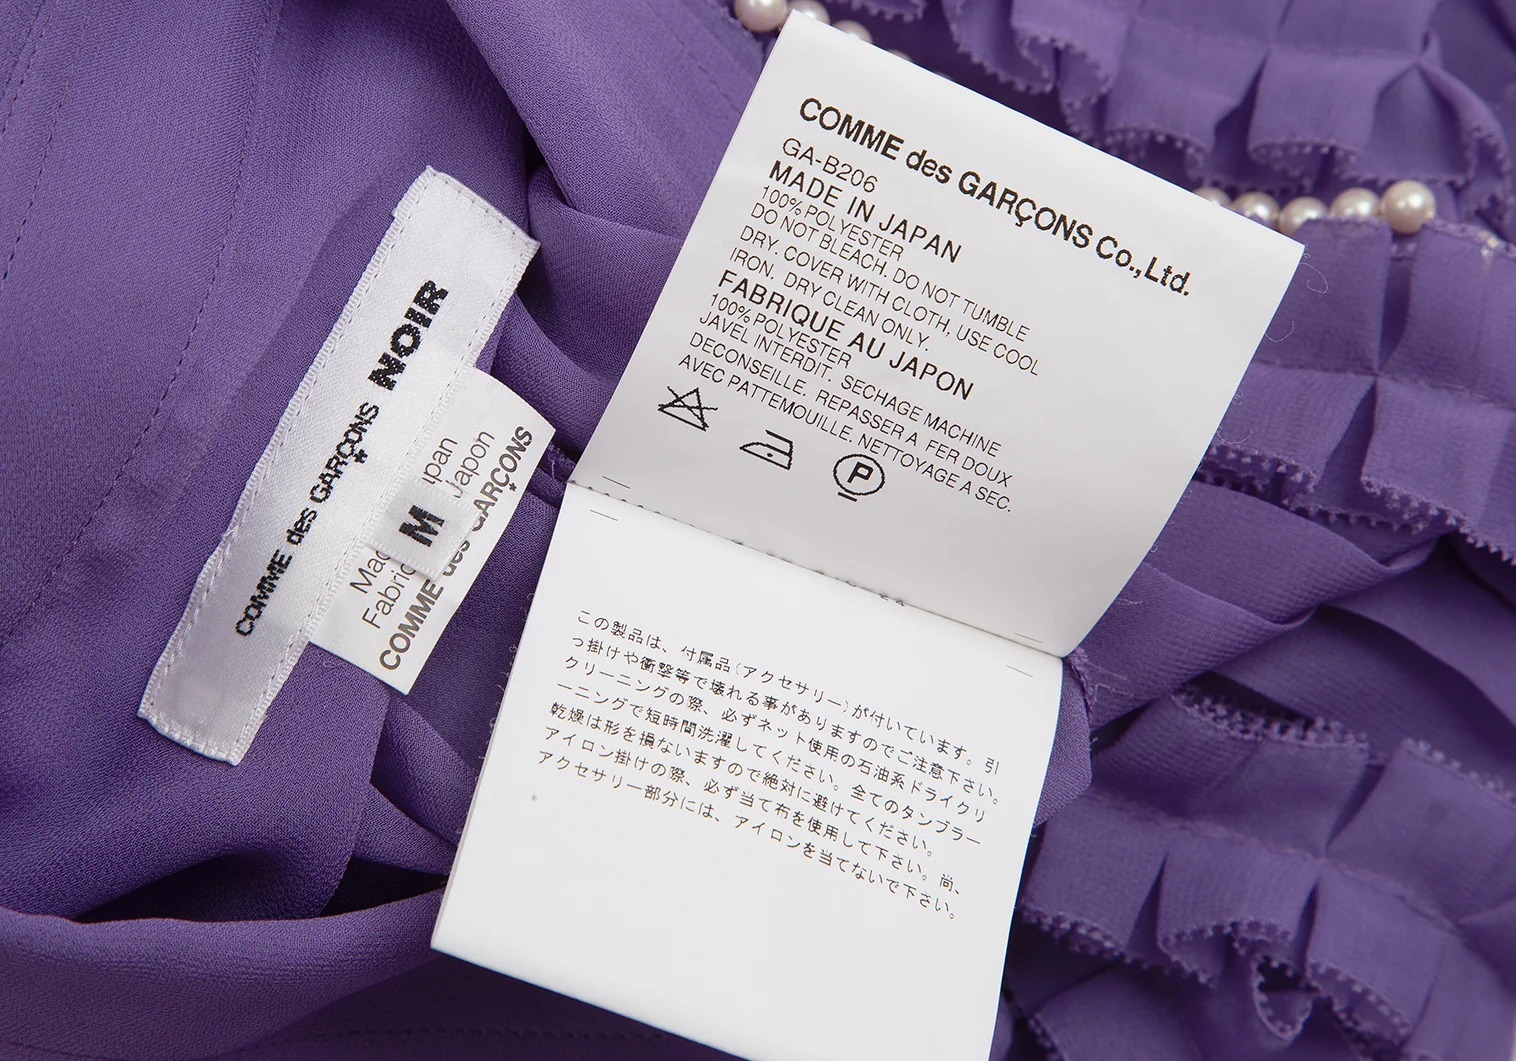 COMME des GARÇONS NOIR
M
COMME des GARÇONS
COMME des GARÇONS Co.,Ltd.
GA-B206
MADE IN JAPAN
100% POLYESTER
DO NOT BLEACH. DO NOT TUMBLE
DRY. COVER WITH CLOTH, USE COOL
IRON. DRY CLEAN ONLY.
FABRIQUE AU JAPON
100% POLYESTER
JAVEL INTERDIT. SECHAGE MACHINE
DECONSEILLE. REPASSER A FER DOUX
AVEC PATTEMOUILLE. NETTOYAGE A SEC.
P
この製品は、付属品(アクセサリー)が付いています。引
っ掛けや衝撃等で壊れる事がありますのでご注意下さい。
クリーニングの際、必ずネット使用の石油系ドライクリ
ーニングで短時間洗濯してください。全てのタンブラー
乾燥は形を損ないますので絶対に避けてください。
アイロン掛けの際、必ず当て布を使用して下さい。尚、
アクセサリー部分には、アイロンを当てないで下さい。